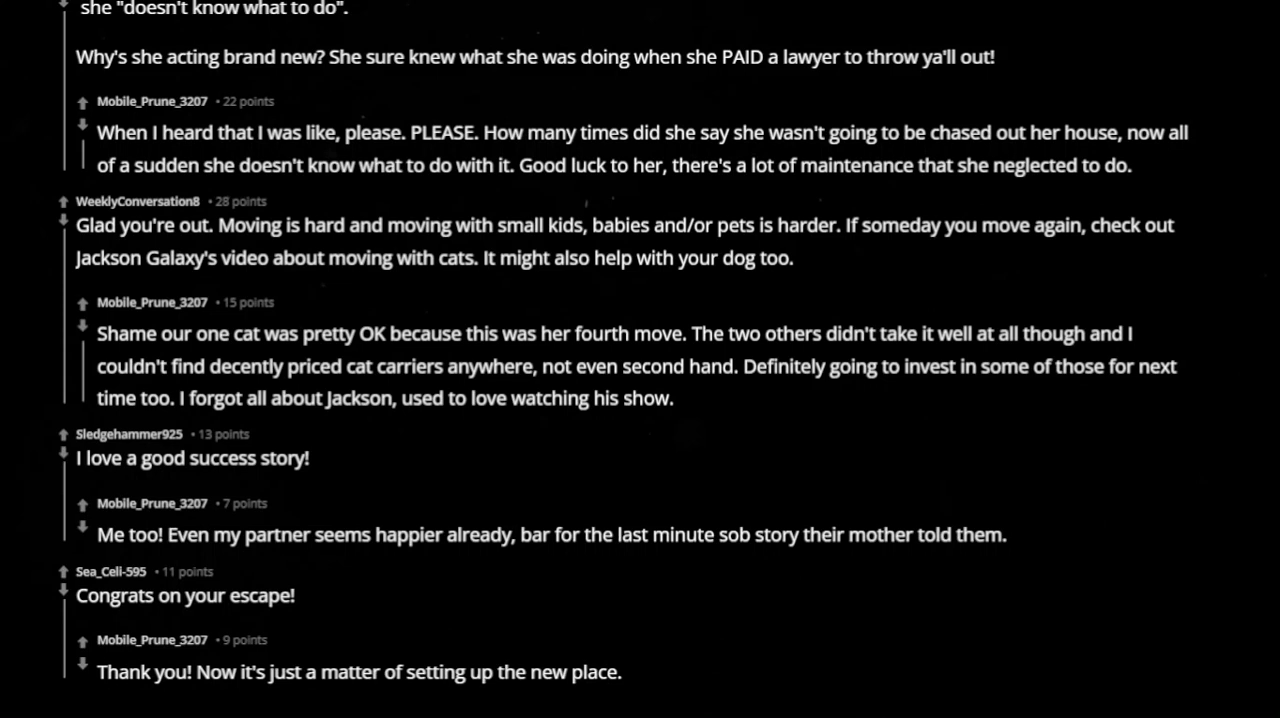 she "doesn't know what to do".
Why's she acting brand new? She sure knew what she was doing when she PAID a lawyer to throw ya'll out!
Mobile_Prune_3207 • 22 points
When I heard that I was like, please. PLEASE. How many times did she say she wasn't going to be chased out her house, now all
of a sudden she doesn't know what to do with it. Good luck to her, there's a lot of maintenance that she neglected to do.
WeeklyConversation8 • 28 points
Glad you're out. Moving is hard and moving with small kids, babies and/or pets is harder. If someday you move again, check out
Jackson Galaxy's video about moving with cats. It might also help with your dog too.
Mobile_Prune_3207 • 15 points
Shame our one cat was pretty OK because this was her fourth move. The two others didn't take it well at all though and I
couldn't find decently priced cat carriers anywhere, not even second hand. Definitely going to invest in some of those for next
time too. I forgot all about Jackson, used to love watching his show.
Sledgehammer925 • 13 points
I love a good success story!
Mobile_Prune_3207 • 7 points
Me too! Even my partner seems happier already, bar for the last minute sob story their mother told them.
Sea_Cell-595 • 11 points
Congrats on your escape!
Mobile_Prune_3207 • 9 points
Thank you! Now it's just a matter of setting up the new place.